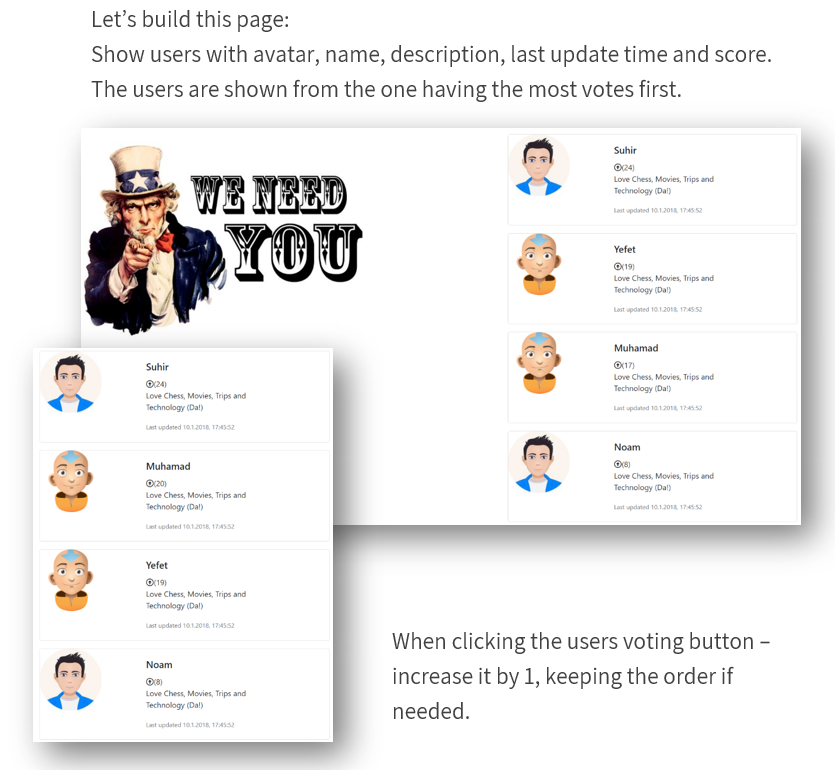 Let’s build this page:
Show users with avatar, name, description, last update time and score.
The users are shown from the one having the most votes first.
WE NEED
YOU
Suhir
(24)
Love Chess, Movies, Trips and
Technology (Da!)
Last updated 10.1.2018, 17:45:52
Yefet
(19)
Love Chess, Movies, Trips and
Technology (Da!)
Last updated 10.1.2018, 17:45:52
Muhamad
(17)
Love Chess, Movies, Trips and
Technology (Da!)
Last updated 10.1.2018, 17:45:52
Noam
(8)
Love Chess, Movies, Trips and
Technology (Da!)
Last updated 10.1.2018, 17:45:52
Suhir
(24)
Love Chess, Movies, Trips and
Technology (Da!)
Last updated 10.1.2018, 17:45:52
Muhamad
(20)
Love Chess, Movies, Trips and
Technology (Da!)
Last updated 10.1.2018, 17:45:52
Yefet
(19)
Love Chess, Movies, Trips and
Technology (Da!)
Last updated 10.1.2018, 17:45:52
Noam
(8)
Love Chess, Movies, Trips and
Technology (Da!)
Last updated 10.1.2018, 17:45:52
When clicking the users voting button –
increase it by 1, keeping the order if
needed.